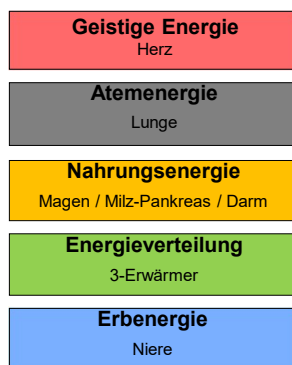 Geistige Energie
Herz
Atemenergie
Lunge
Nahrungsenergie
Magen / Milz-Pankreas / Darm
Energieverteilung
3-Erwärmer
Erbenergie
Niere